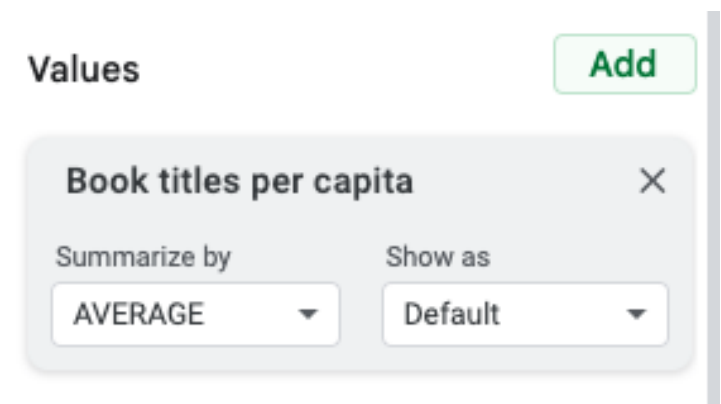 Values Add
Book titles per capita
Summarize by Show as
AVERAGE Default